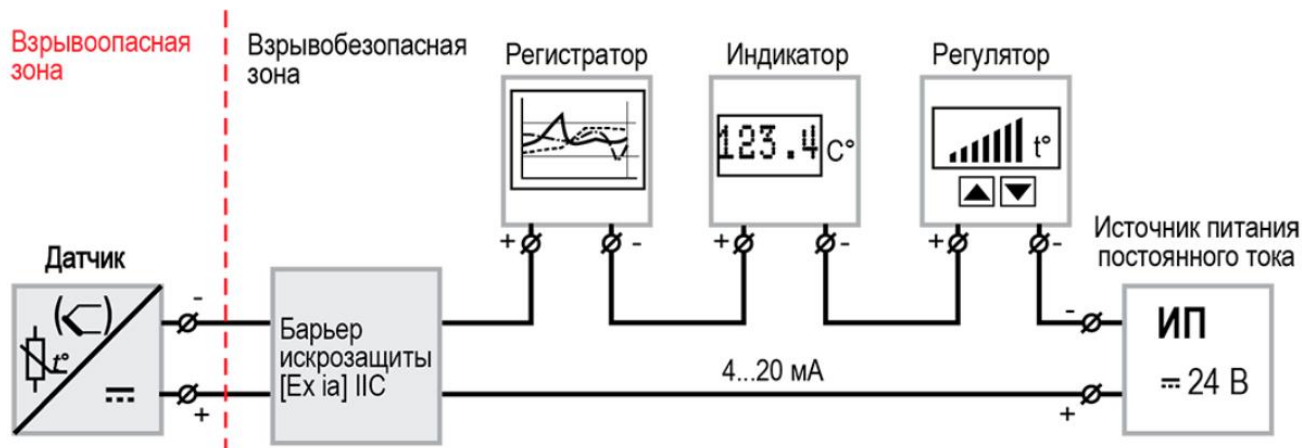 Взрывоопасная
зона
Взрывобезопасная
зона
Регистратор
Индикатор
Регулятор
123.4 C°
t°
+ -
+ -
+ -
Источник питания
постоянного тока
Датчик
t°
-
+
Барьер
искрозащиты
[Ex ia] IIC
4...20 мА
-
+
ИП
= 24 В